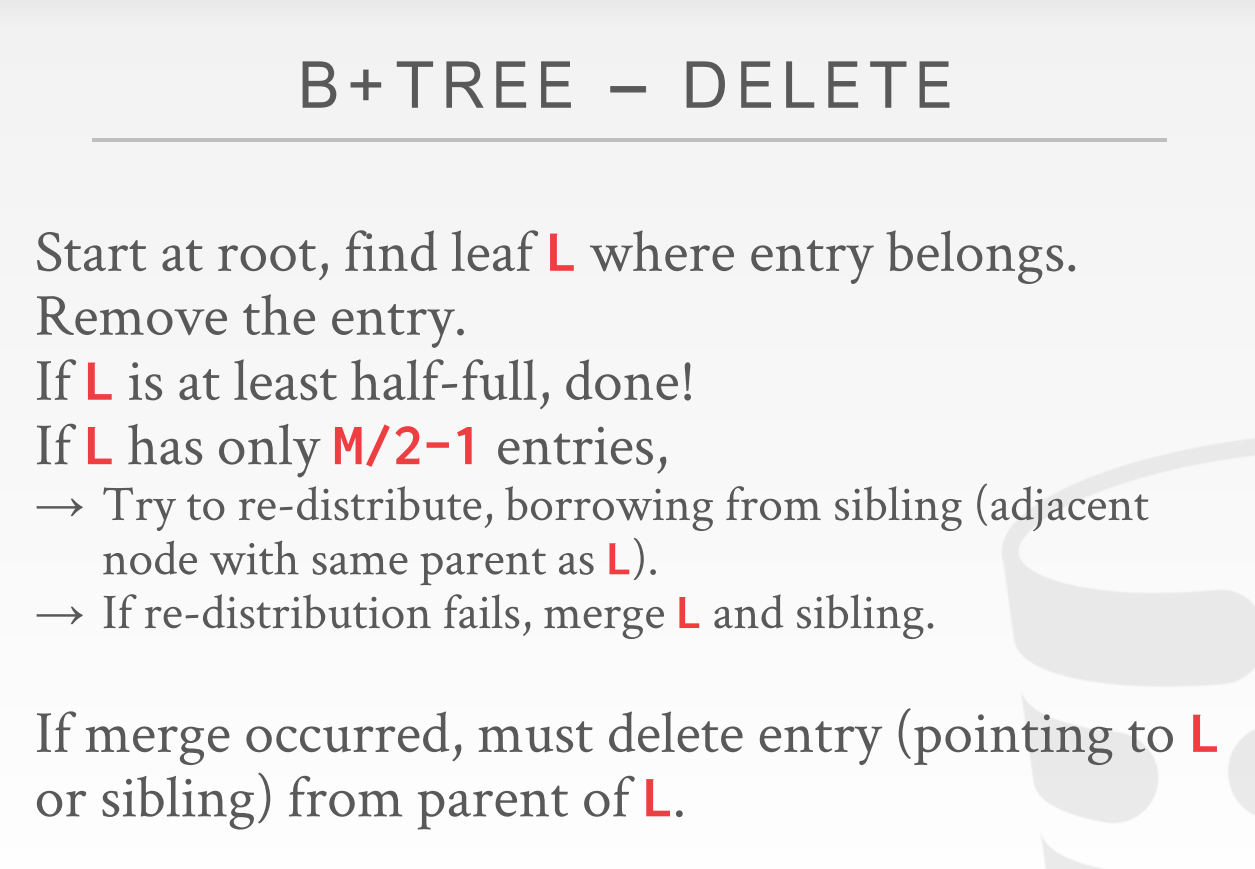 B+TREE – DELETE
Start at root, find leaf L where entry belongs.
Remove the entry.
If L is at least half-full, done!
If L has only M/2-1 entries,
→ Try to re-distribute, borrowing from sibling (adjacent
node with same parent as L).
→ If re-distribution fails, merge L and sibling.
If merge occurred, must delete entry (pointing to L
or sibling) from parent of L.